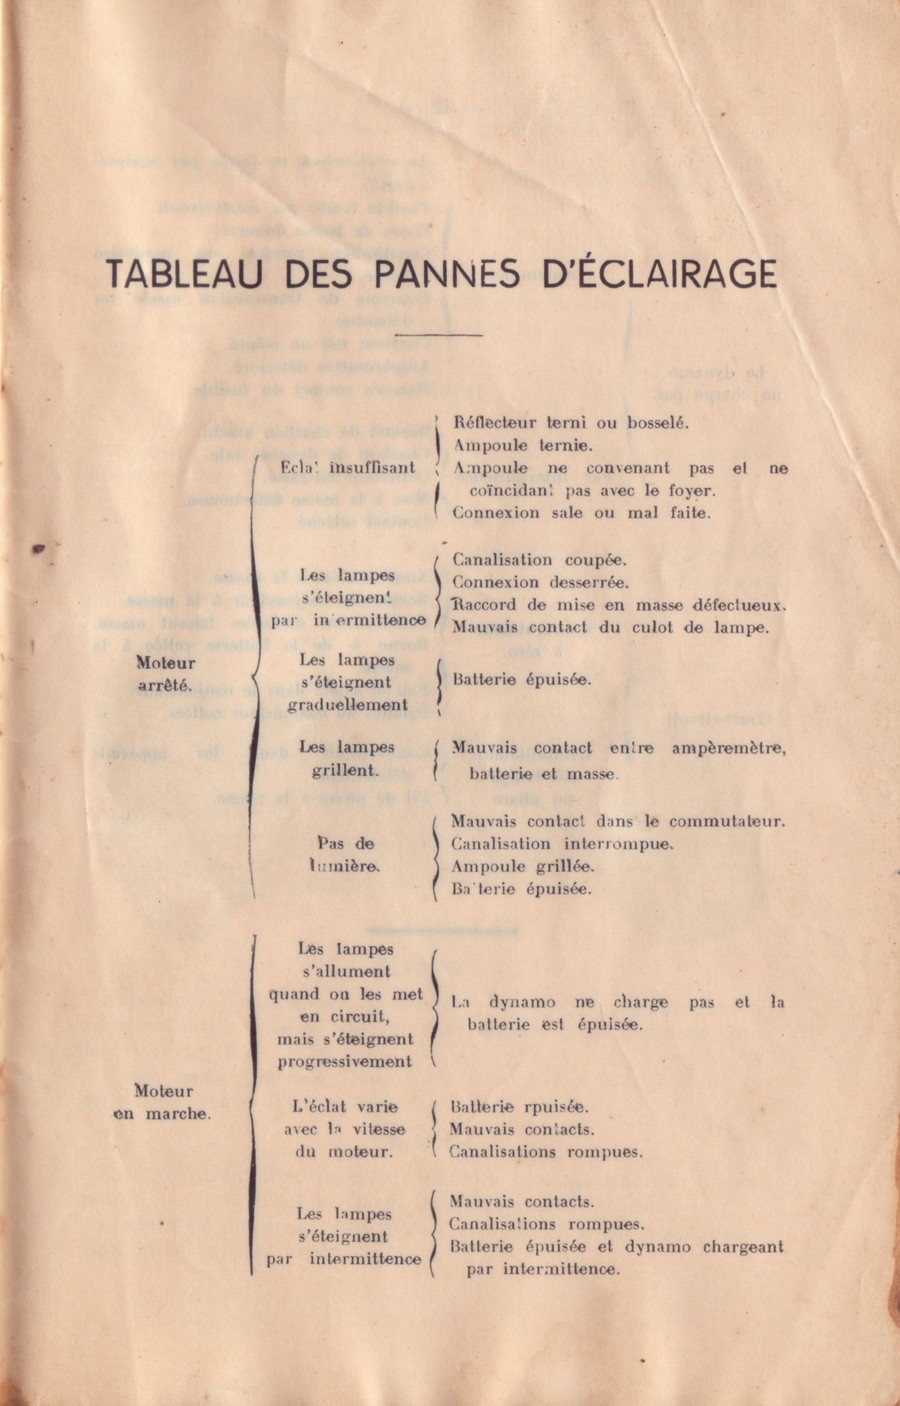 TABLEAU DES PANNES D'ÉCLAIRAGE
Moteur
arrêté.
Eclat insuffisant
Réflecteur terni ou bosselé.
Ampoule ternie.
Ampoule ne convenant pas et ne
coïncidant pas avec le foyer.
Connexion sale ou mal faite.
Les lampes
s'éteignent
par intermittence
Canalisation coupée.
Connexion desserrée.
Raccord de mise en masse défectueux.
Mauvais contact du culot de lampe.
Les lampes
s'éteignent
graduellement
Batterie épuisée.
Les lampes
grillent.
Mauvais contact entre ampèremètre,
batterie et masse.
Pas de
lumière.
Mauvais contact dans le commutateur.
Canalisation interrompue.
Ampoule grillée.
Batterie épuisée.
Moteur
en marche.
Les lampes
s'allument
quand on les met
en circuit,
mais s'éteignent
progressivement
La dynamo ne charge pas et la
batterie est épuisée.
L'éclat varie
avec la vitesse
du moteur.
Batterie rpuisée.
Mauvais contacts.
Canalisations rompues.
Les lampes
s'éteignent
par intermittence
Mauvais contacts.
Canalisations rompues.
Batterie épuisée et dynamo chargeant
par intermittence.